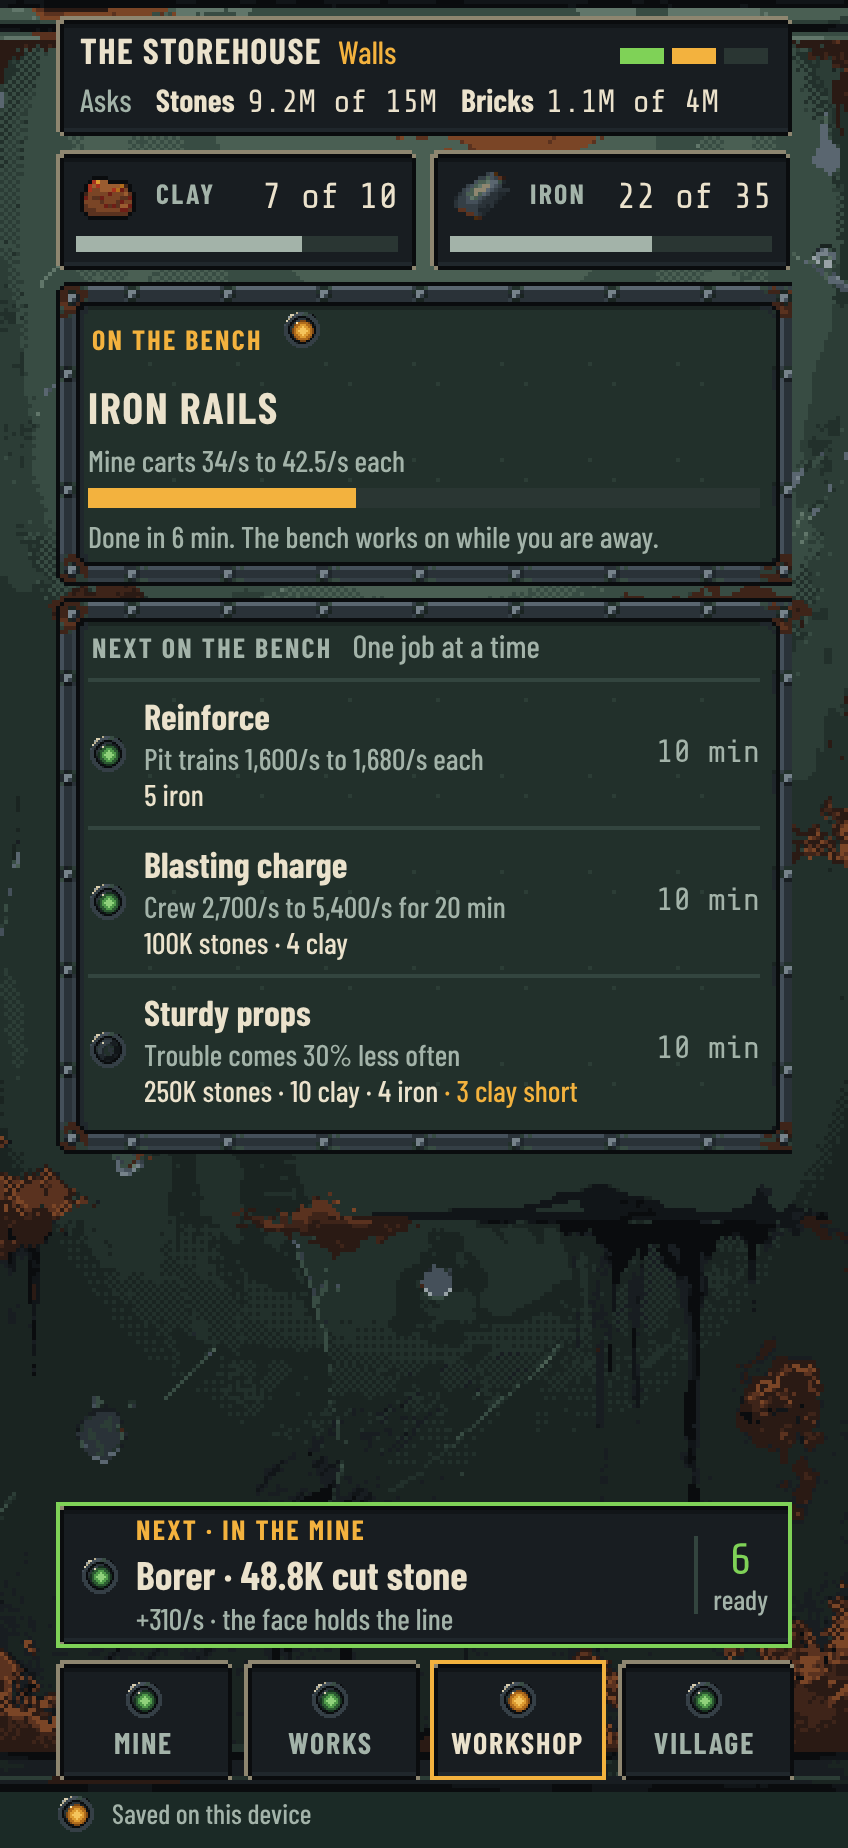 THE STOREHOUSE Walls
Asks Stones 9.2M of 15M Bricks 1.1M of 4M
CLAY 7 of 10
IRON 22 of 35
ON THE BENCH
IRON RAILS
Mine carts 34/s to 42.5/s each
Done in 6 min. The bench works on while you are away.
NEXT ON THE BENCH One job at a time
Reinforce
Pit trains 1,600/s to 1,680/s each
5 iron
10 min
Blasting charge
Crew 2,700/s to 5,400/s for 20 min
100K stones · 4 clay
10 min
Sturdy props
Trouble comes 30% less often
250K stones · 10 clay · 4 iron · 3 clay short
10 min
NEXT · IN THE MINE
Borer · 48.8K cut stone
+310/s · the face holds the line
6
ready
MINE
WORKS
WORKSHOP
VILLAGE
Saved on this device